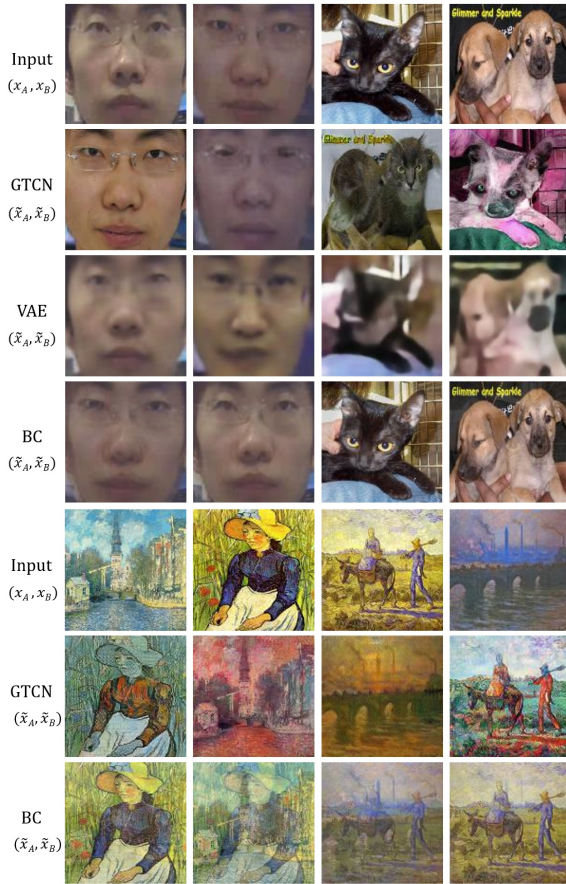 Input
(x_A, x_B)
Glimmer and Sparkle
GTCN
(x̃_A, x̃_B)
Glimmer and Sparkle
VAE
(x̃_A, x̃_B)
BC
(x̃_A, x̃_B)
Glimmer and Sparkle
Input
(x_A, x_B)
GTCN
(x̃_A, x̃_B)
BC
(x̃_A, x̃_B)